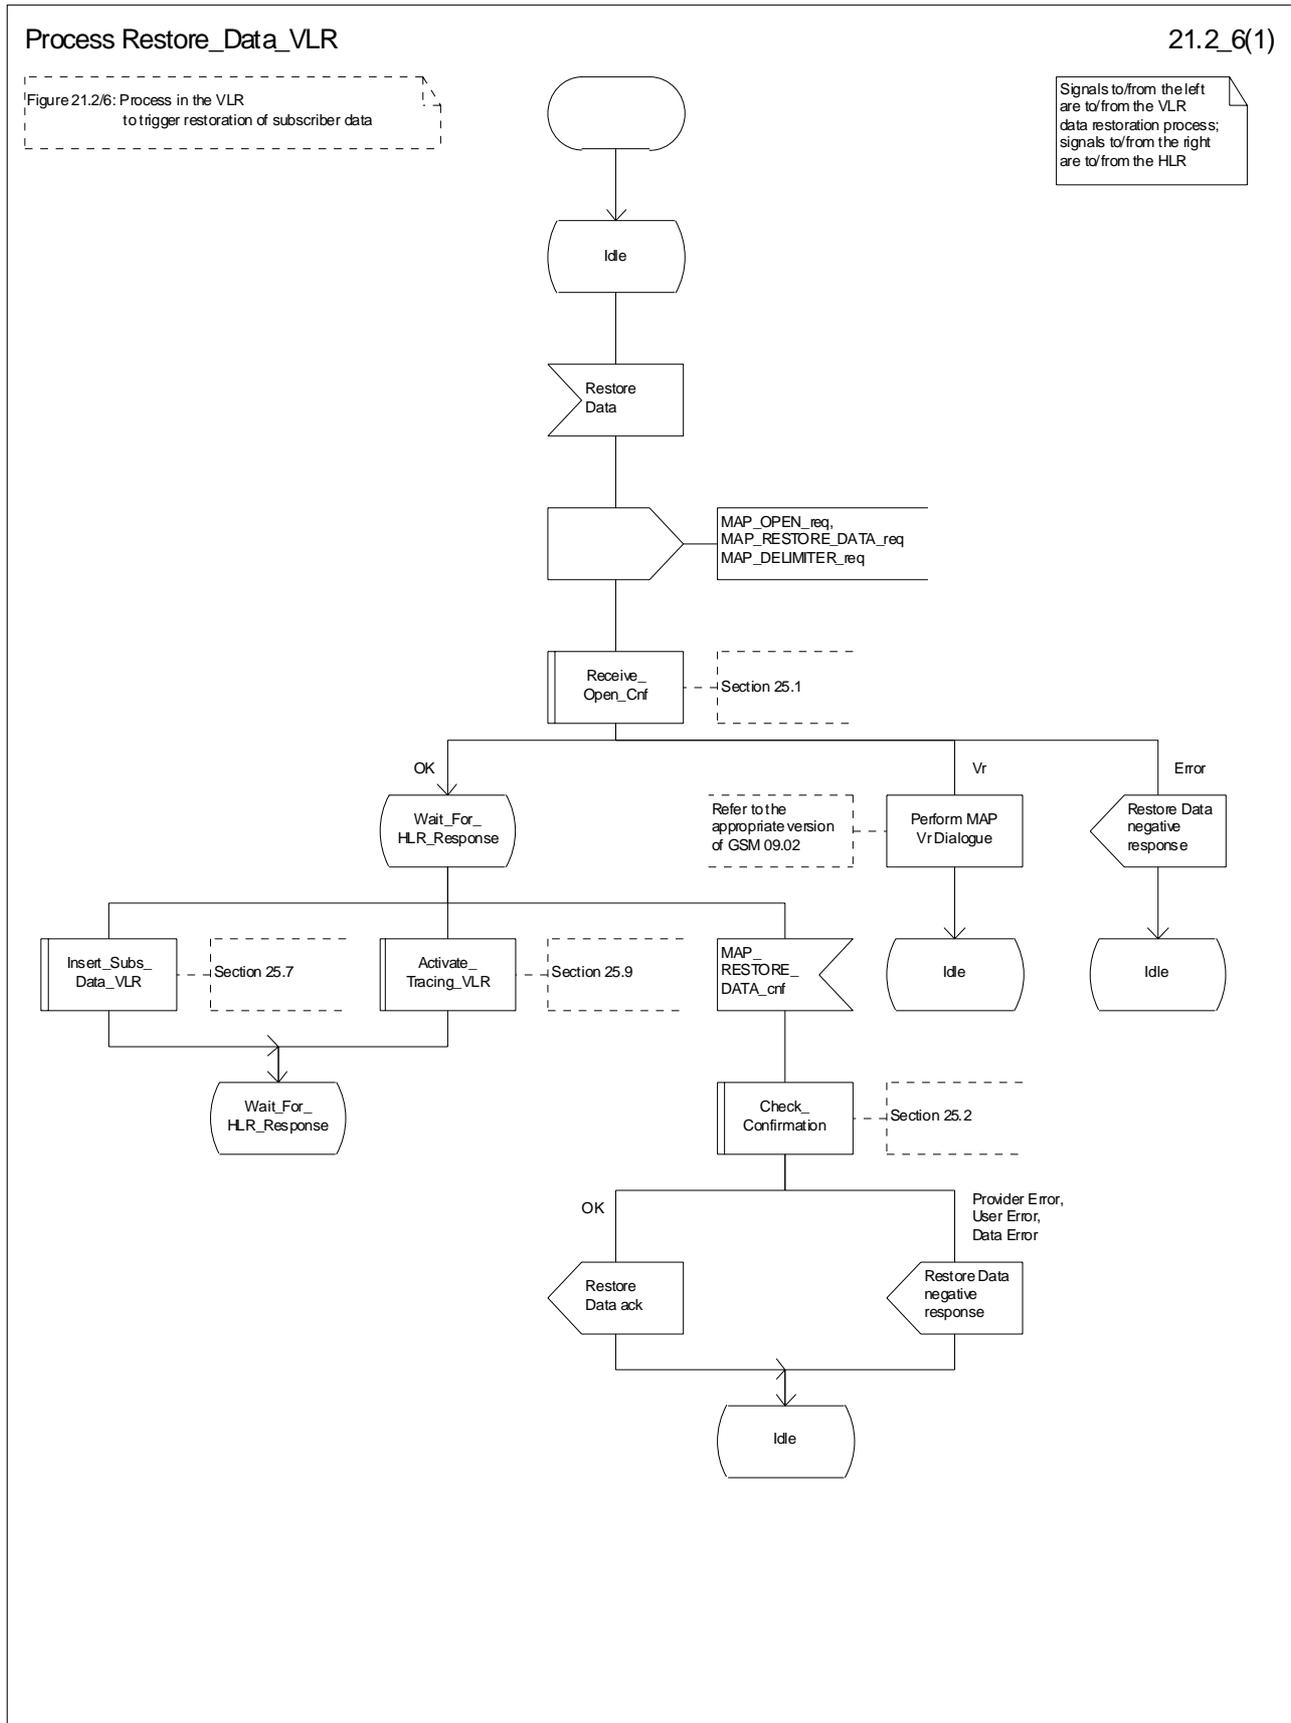 Process Restore_Data_VLR
21.2_6(1)
Figure 21.2/6: Process in the VLR
to trigger restoration of subscriber data
Signals to/from the left
are to/from the VLR
data restoration process;
signals to/from the right
are to/from the HLR
Idle
Restore
Data
MAP_OPEN_req,
MAP_RESTORE_DATA_req
MAP_DELIMITER_req
Receive_
Open_Cnf
Section 25.1
OK
Vr
Error
Wait_For_
HLR_Response
Refer to the
appropriate version
of GSM 09.02
Perform MAP
Vr Dialogue
Restore Data
negative
response
Insert_Subs_
Data_VLR
Section 25.7
Activate_
Tracing_VLR
Section 25.9
MAP_
RESTORE_
DATA_cnf
Idle
Idle
Wait_For_
HLR_Response
Check_
Confirmation
Section 25.2
OK
Provider Error,
User Error,
Data Error
Restore
Data ack
Restore Data
negative
response
Idle